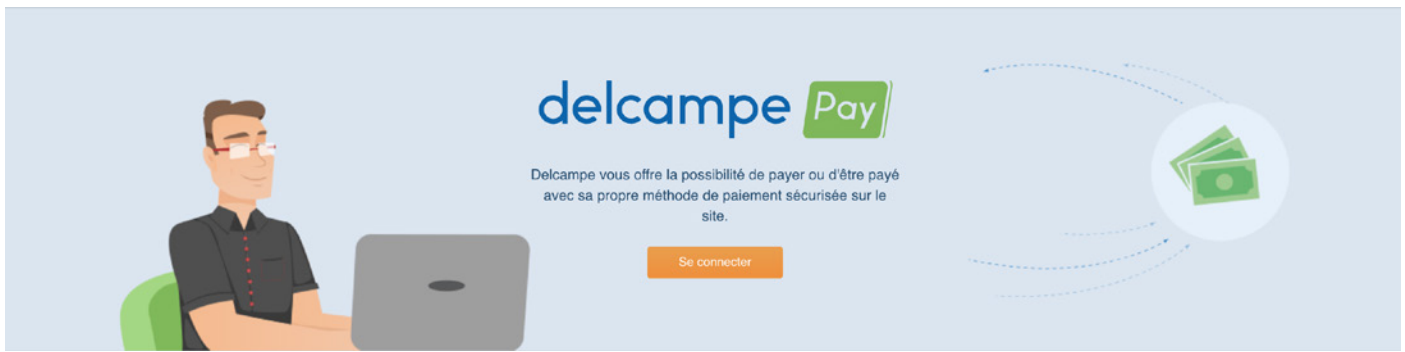 delcampe Pay
Delcampe vous offre la possibilité de payer ou d'être payé
avec sa propre méthode de paiement sécurisée sur le
site.
Se connecter